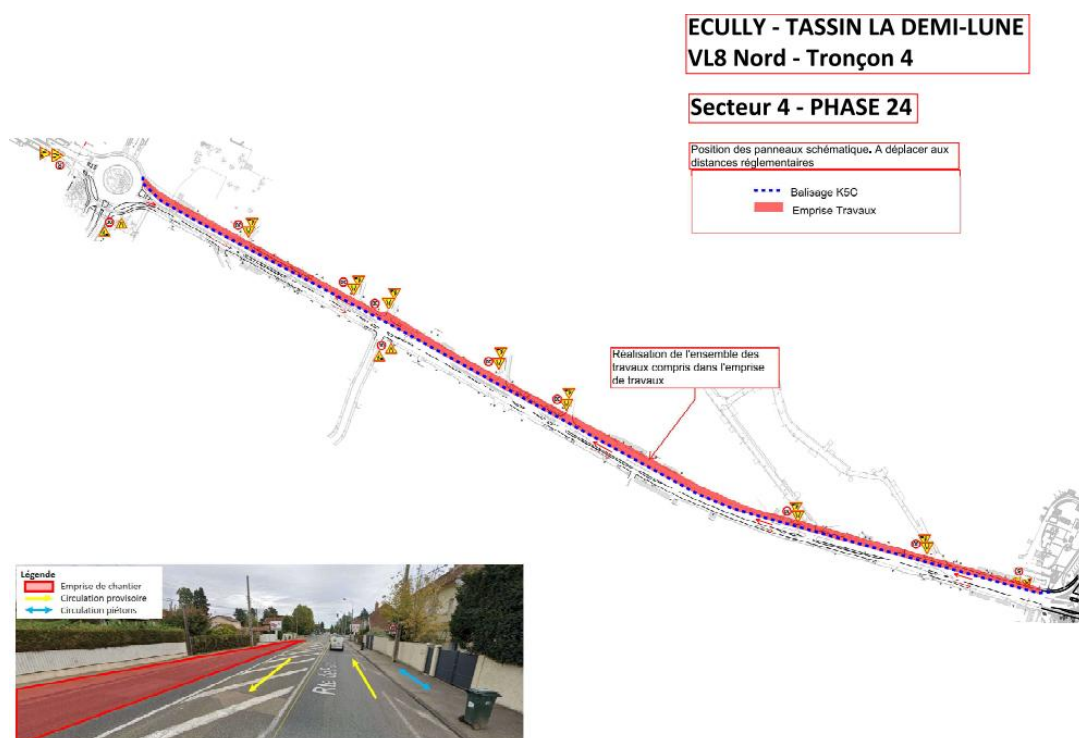 ECULLY - TASSIN LA DEMI-LUNE
VL8 Nord - Tronçon 4
Secteur 4 - PHASE 24
Position des panneaux schématique. A déplacer aux
distances réglementaires
Balisage K5C
Emprise Travaux
Réalisation de l'ensemble des
travaux compris dans l'emprise
de travaux
Légende
Emprise de chantier
Circulation provisoire
Circulation piétons